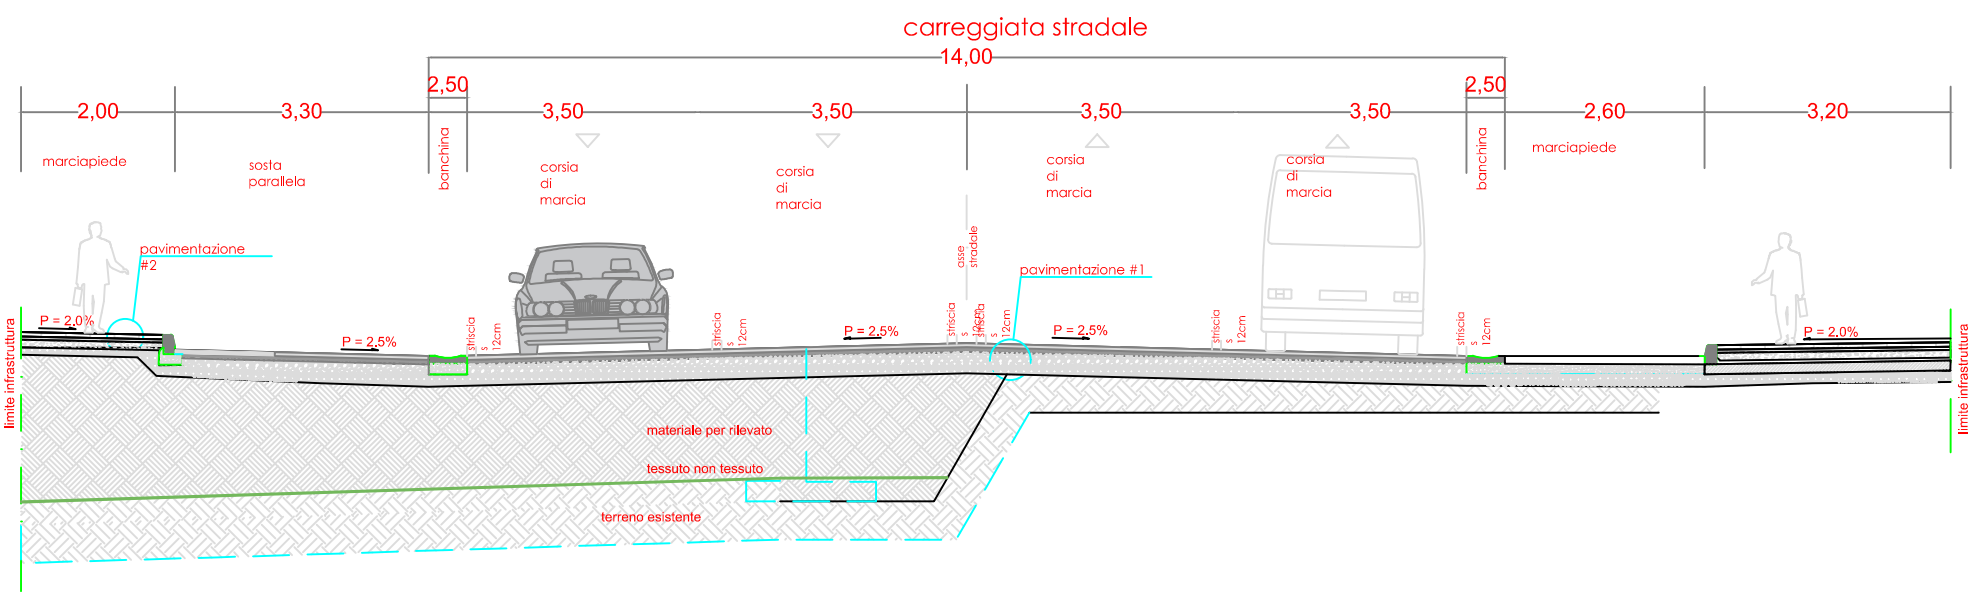 carreggiata stradale
14,00
2,50
2,50
2,00
3,30
3,50
3,50
3,50
3,50
2,60
3,20
marciapiede
sosta
parallela
banchina
corsia
di
marcia
corsia
di
marcia
corsia
di
marcia
corsia
di
marcia
banchina
marciapiede
pavimentazione
#2
asse
stradale
pavimentazione #1
limite infrastruttura
P = 2.0%
P = 2.5%
striscia
s
12cm
striscia
s
12cm
P = 2.5%
striscia
s
12cm
striscia
s
12cm
P = 2.5%
striscia
s
12cm
striscia
s
12cm
P = 2.0%
limite infrastruttura
materiale per rilevato
tessuto non tessuto
terreno esistente